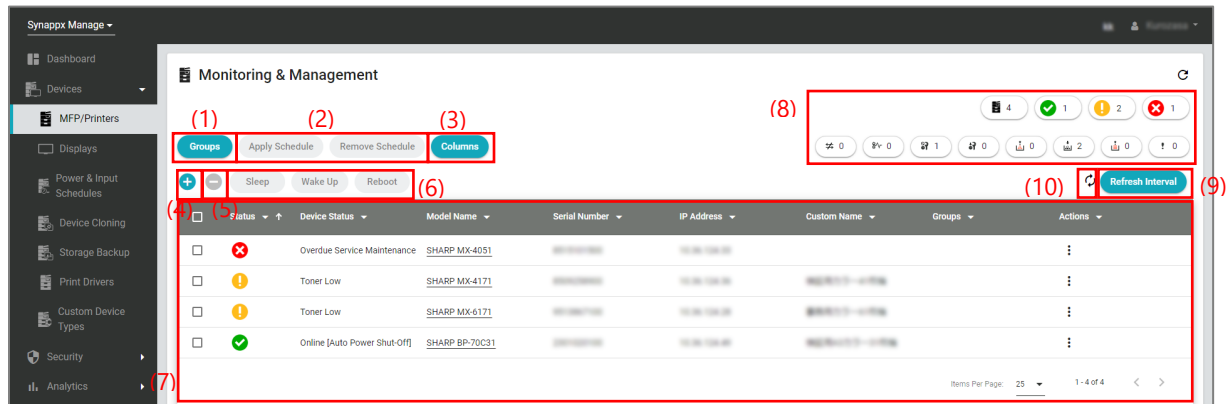 Synappx Manage
Dashboard
Devices
MFP/Printers
Displays
Power & Input
Schedules
Device Cloning
Storage Backup
Print Drivers
Custom Device
Types
Security
Analytics
Monitoring & Management
(1) (2) (3) (8)
4 1 2 1
Groups Apply Schedule Remove Schedule Columns
0 0 1 0 0 2 0 0
Sleep Wake Up Reboot (6) (10) Refresh Interval (9)
(4) (5)
Status Device Status Model Name Serial Number IP Address Custom Name Groups Actions
Overdue Service Maintenance SHARP MX-4051
Toner Low SHARP MX-4171
Toner Low SHARP MX-6171
Online [Auto Power Shut-Off] SHARP BP-70C31
(7)
Items Per Page: 25 1 - 4 of 4